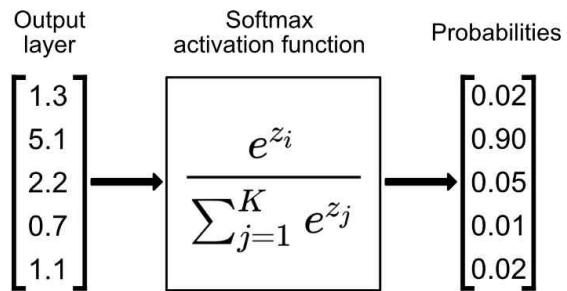 Output
layer
Softmax
activation function
Probabilities
1.3
5.1
2.2
0.7
1.1
e^{z_i}
∑_{j=1}^{K} e^{z_j}
0.02
0.90
0.05
0.01
0.02